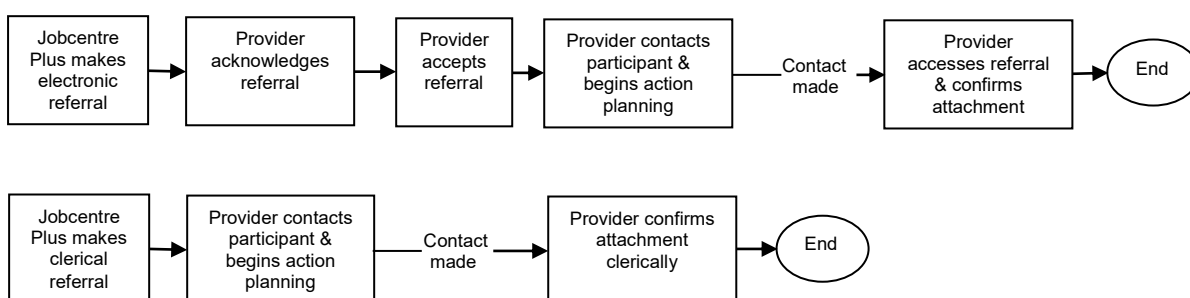 Jobcentre
Plus makes
electronic
referral
Provider
acknowledges
referral
Provider
accepts
referral
Provider contacts
participant &
begins action
planning
Contact
made
Provider
accesses referral
& confirms
attachment
End
Jobcentre
Plus makes
clerical
referral
Provider contacts
participant &
begins action
planning
Contact
made
Provider confirms
attachment
clerically
End